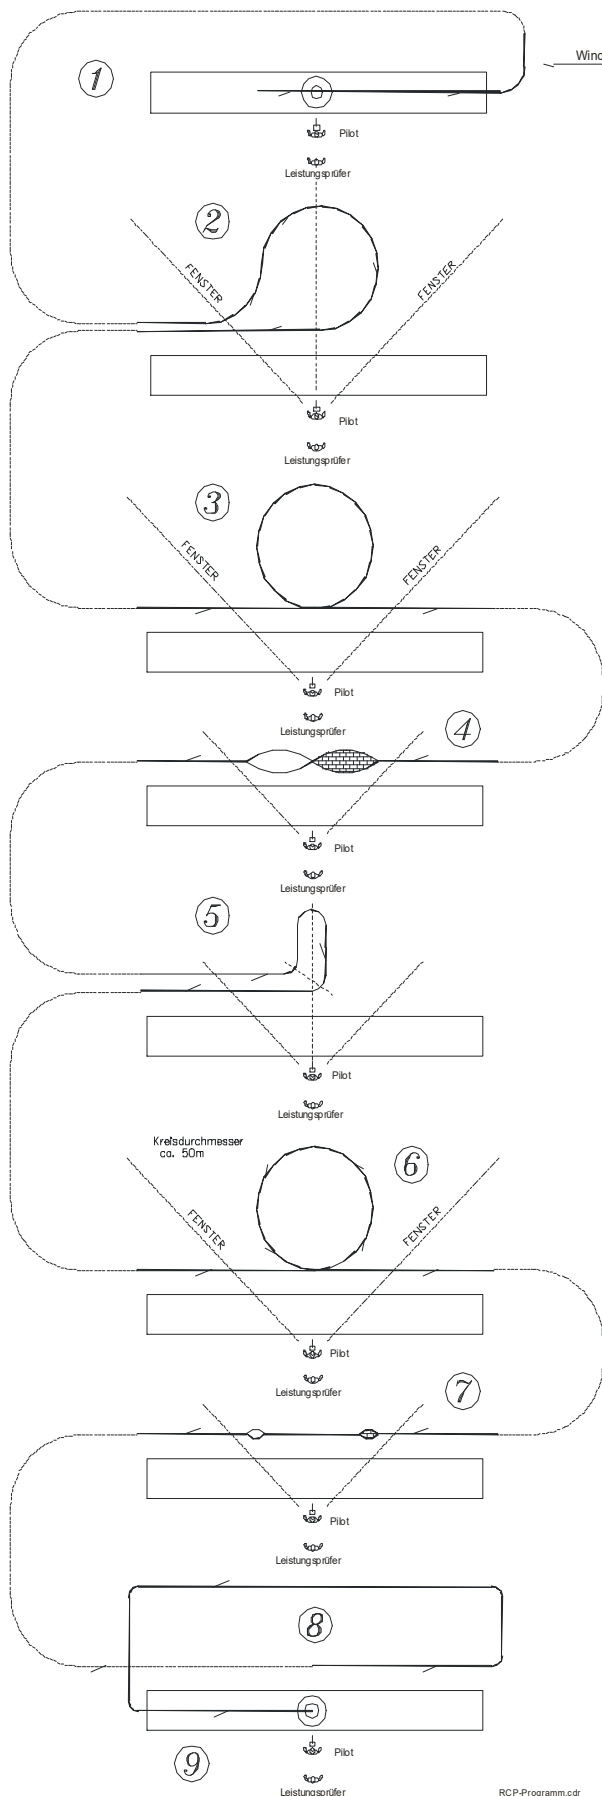 Wind
1
Pilot
Leistungsprüfer
2
FENSTER
FENSTER
Pilot
Leistungsprüfer
3
FENSTER
FENSTER
Pilot
Leistungsprüfer
4
Pilot
Leistungsprüfer
5
Pilot
Leistungsprüfer
Kreisdurchmesser
ca. 50m
6
FENSTER
FENSTER
Pilot
Leistungsprüfer
7
Pilot
Leistungsprüfer
8
Pilot
9
Leistungsprüfer
RCP-Programm.cdr